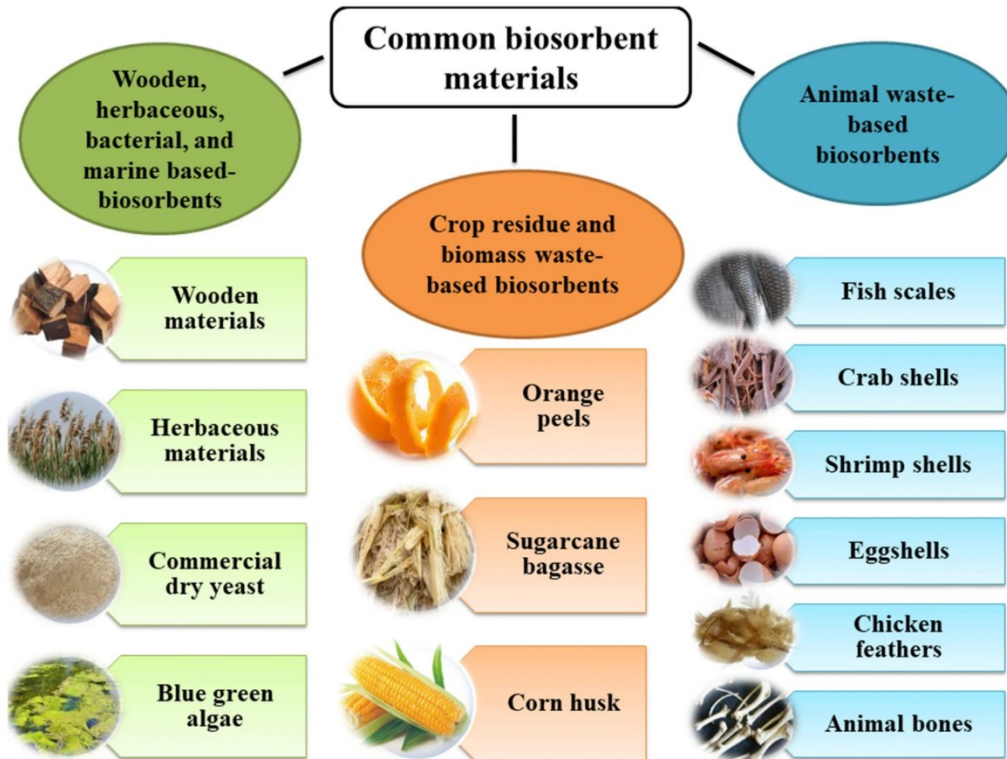 Common biosorbent
materials
Wooden,
herbaceous,
bacterial, and
marine based-
biosorbents
Wooden
materials
Herbaceous
materials
Commercial
dry yeast
Blue green
algae
Crop residue and
biomass waste-
based biosorbents
Orange
peels
Sugarcane
bagasse
Corn husk
Animal waste-
based
biosorbents
Fish scales
Crab shells
Shrimp shells
Eggshells
Chicken
feathers
Animal bones